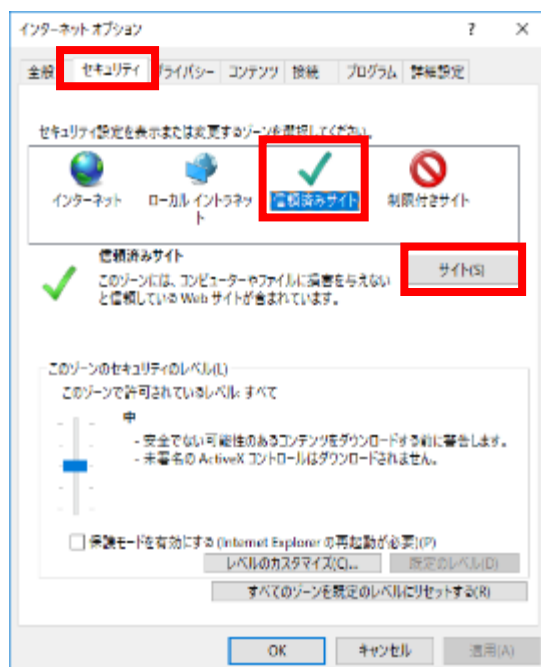 インターネット オプション ? ×
全般 セキュリティ プライバシー コンテンツ 接続 プログラム 詳細設定
セキュリティ設定を表示または変更するゾーンを選択してください。
インターネット ローカル イントラネット 信頼済みサイト 制限付きサイト
信頼済みサイト
サイト(S)
このゾーンには、コンピューターやファイルに損害を与えない
と信頼している Web サイトが含まれています。
このゾーンのセキュリティのレベル(L)
このゾーンで許可されているレベル: すべて
中
- 安全でない可能性のあるコンテンツをダウンロードする前に警告します。
- 未署名の ActiveX コントロールはダウンロードされません。
保護モードを有効にする (Internet Explorer の再起動が必要)(P)
レベルのカスタマイズ(C)... 既定のレベル(D)
すべてのゾーンを既定のレベルにリセットする(R)
OK キャンセル 適用(A)